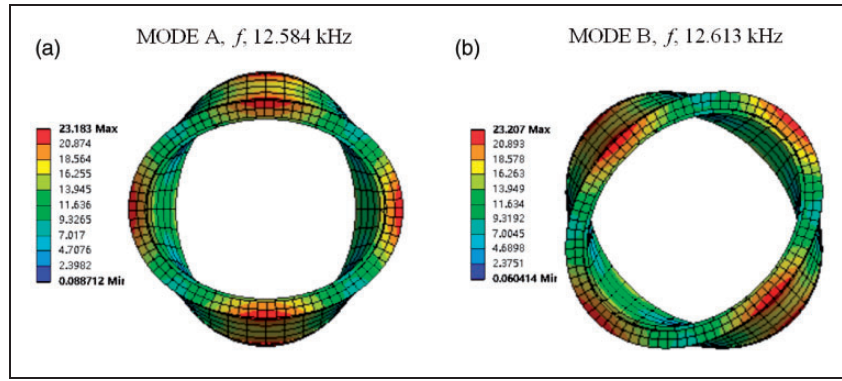 (a)
MODE A, f, 12.584 kHz
23.183 Max
20.874
18.564
16.255
13.945
11.636
9.3265
7.017
4.7076
2.3982
0.088712 Mir
(b)
MODE B, f, 12.613 kHz
23.207 Max
20.893
18.578
16.263
13.949
11.634
9.3192
7.0045
4.6898
2.3751
0.060414 Mir